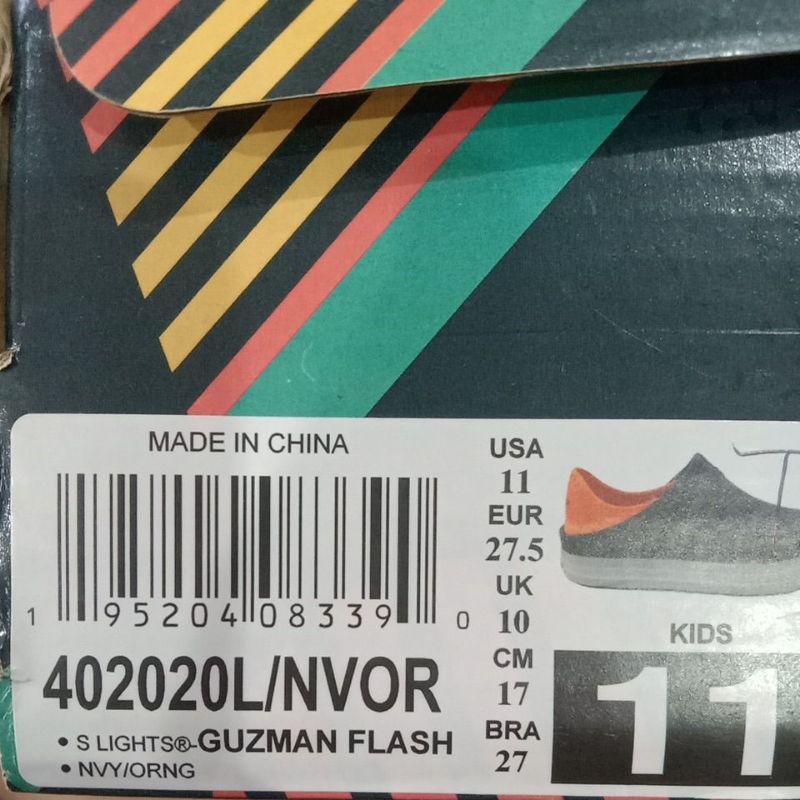 MADE IN CHINA
1 95204 08339 0
402020L/NVOR
• S LIGHTS®-GUZMAN FLASH
• NVY/ORNG
USA
11
EUR
27.5
UK
10
CM
17
BRA
27
KIDS
11